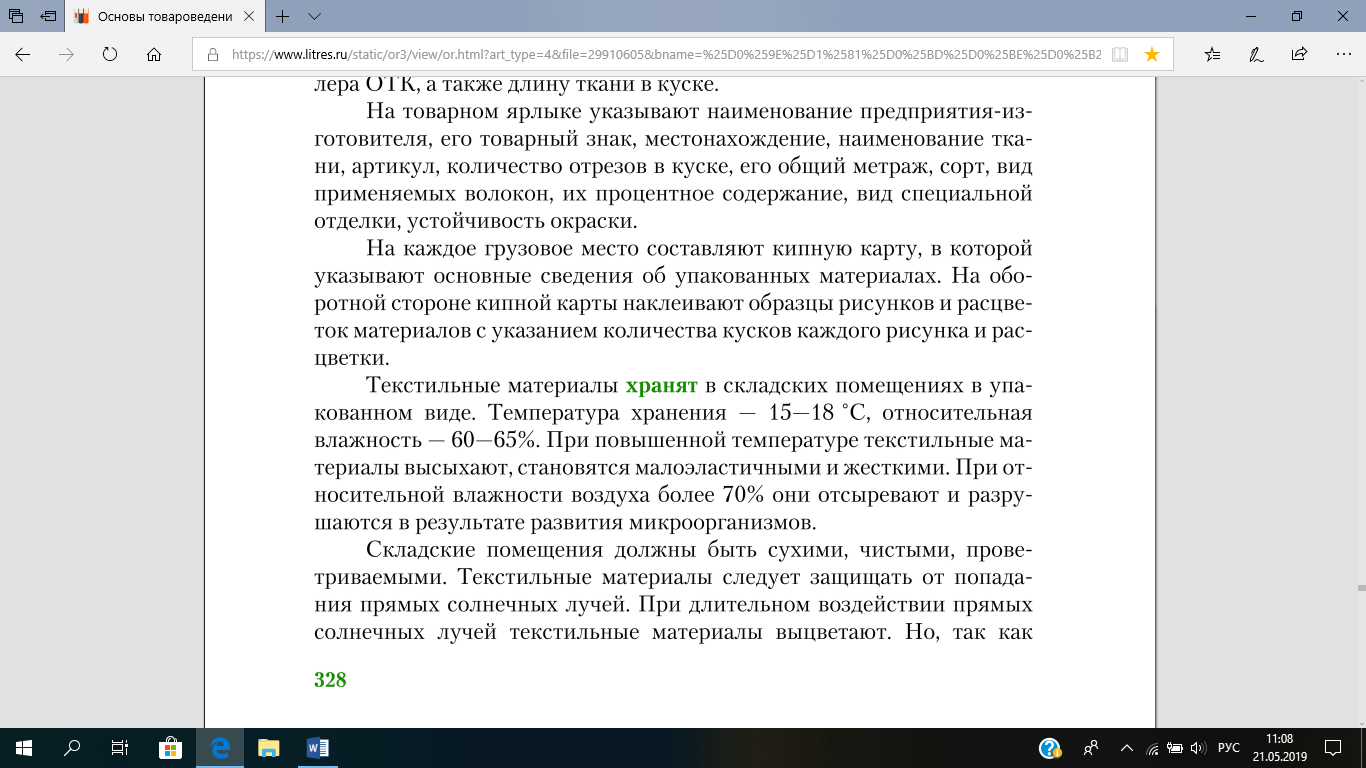 Основы товароведени
https://www.litres.ru/static/or3/view/or.html?art_type=4&file=29910605&bname=%25D0%259E%25D1%2581%25D0%25BD%25D0%25BE%25D0%25B2
лера ОТК, а также длину ткани в куске.
На товарном ярлыке указывают наименование предприятия-из-
готовителя, его товарный знак, местонахождение, наименование тка-
ни, артикул, количество отрезов в куске, его общий метраж, сорт, вид
применяемых волокон, их процентное содержание, вид специальной
отделки, устойчивость окраски.
На каждое грузовое место составляют кипную карту, в которой
указывают основные сведения об упакованных материалах. На обо-
ротной стороне кипной карты наклеивают образцы рисунков и расцве-
ток материалов с указанием количества кусков каждого рисунка и рас-
цветки.
Текстильные материалы хранят в складских помещениях в упа-
кованном виде. Температура хранения — 15—18 °С, относительная
влажность — 60—65%. При повышенной температуре текстильные ма-
териалы высыхают, становятся малоэластичными и жесткими. При от-
носительной влажности воздуха более 70% они отсыревают и разру-
шаются в результате развития микроорганизмов.
Складские помещения должны быть сухими, чистыми, прове-
триваемыми. Текстильные материалы следует защищать от попада-
ния прямых солнечных лучей. При длительном воздействии прямых
солнечных лучей текстильные материалы выцветают. Но, так как
328
РУС
11:08
21.05.2019